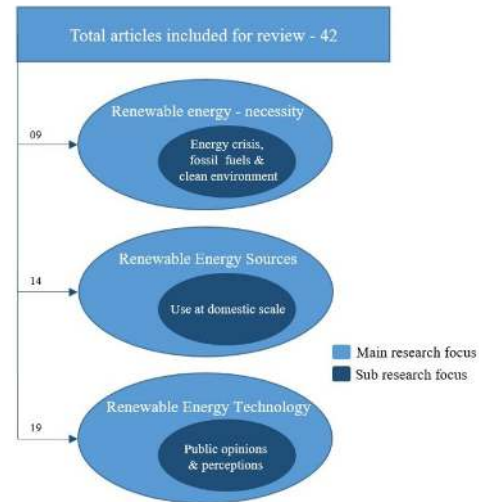 Total articles included for review - 42
09
Renewable energy - necessity
Energy crisis,
fossil fuels &
clean environment
14
Renewable Energy Sources
Use at domestic scale
Main research focus
Sub research focus
19
Renewable Energy Technology
Public opinions
& perceptions